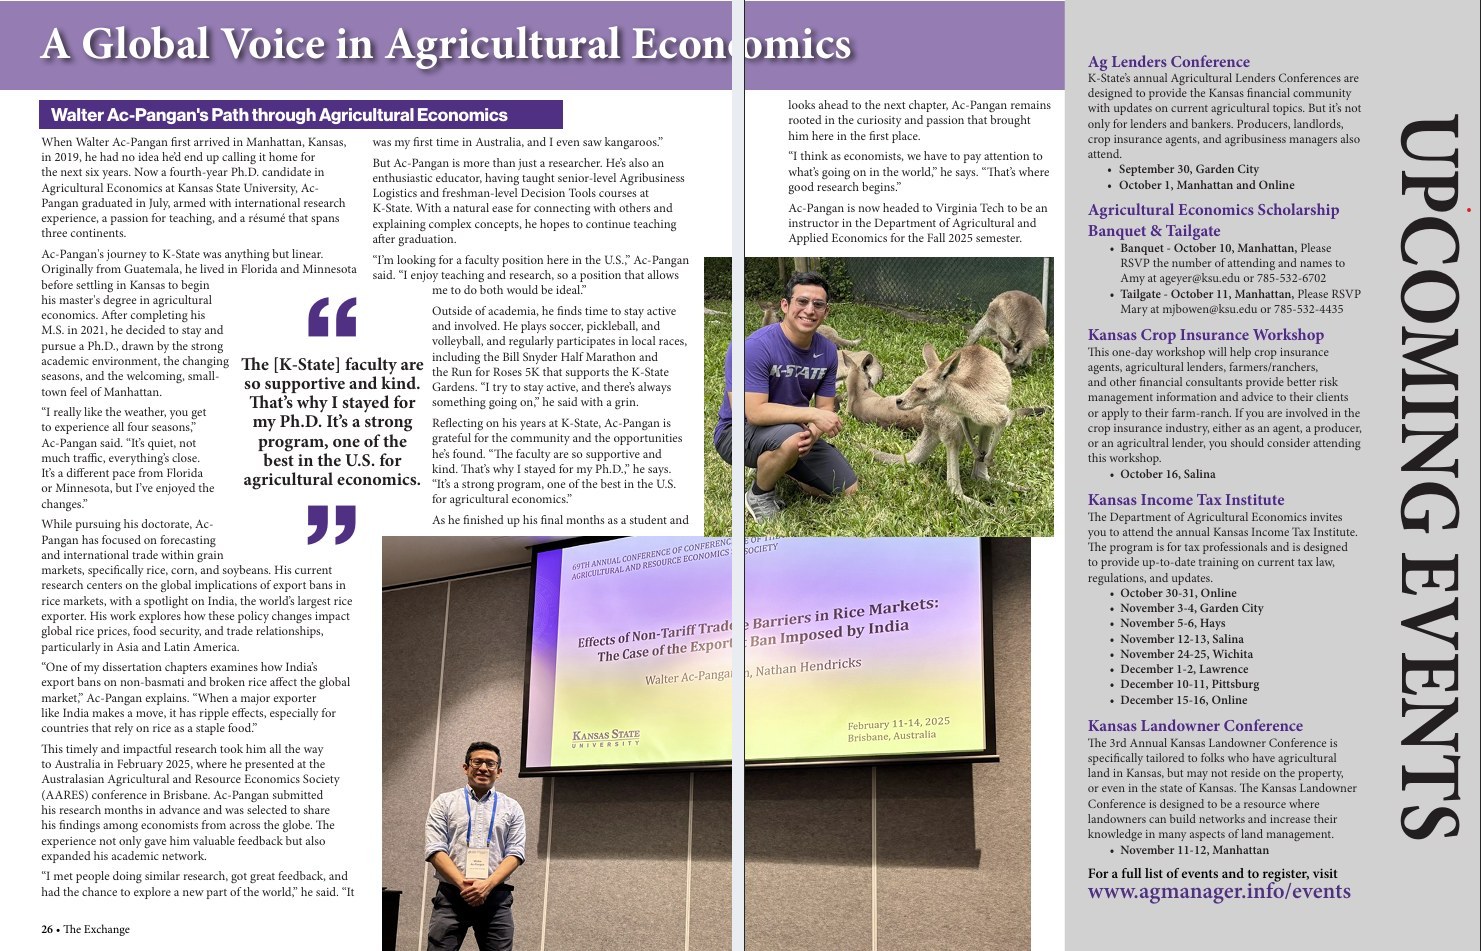 A Global Voice in Agricultural Economics
Walter Ac-Pangan's Path through Agricultural Economics
When Walter Ac-Pangan first arrived in Manhattan, Kansas,
in 2019, he had no idea he'd end up calling it home for
the next six years. Now a fourth-year Ph.D. candidate in
Agricultural Economics at Kansas State University, Ac-
Pangan graduated in July, armed with international research
experience, a passion for teaching, and a résumé that spans
three continents.
Ac-Pangan's journey to K-State was anything but linear.
Originally from Guatemala, he lived in Florida and Minnesota
before settling in Kansas to begin
his master's degree in agricultural
economics. After completing his
M.S. in 2021, he decided to stay and
pursue a Ph.D., drawn by the strong
academic environment, the changing
seasons, and the welcoming, small-
town feel of Manhattan.
“I really like the weather, you get
to experience all four seasons,”
Ac-Pangan said. “It's quiet, not
much traffic, everything's close.
It's a different pace from Florida
or Minnesota, but I've enjoyed the
changes.”
While pursuing his doctorate, Ac-
Pangan has focused on forecasting
and international trade within grain
markets, specifically rice, corn, and soybeans. His current
research centers on the global implications of export bans in
rice markets, with a spotlight on India, the world's largest rice
exporter. His work explores how these policy changes impact
global rice prices, food security, and trade relationships,
particularly in Asia and Latin America.
“One of my dissertation chapters examines how India's
export bans on non-basmati and broken rice affect the global
market,” Ac-Pangan explains. “When a major exporter
like India makes a move, it has ripple effects, especially for
countries that rely on rice as a staple food.”
This timely and impactful research took him all the way
to Australia in February 2025, where he presented at the
Australasian Agricultural and Resource Economics Society
(AARES) conference in Brisbane. Ac-Pangan submitted
his research months in advance and was selected to share
his findings among economists from across the globe. The
experience not only gave him valuable feedback but also
expanded his academic network.
“I met people doing similar research, got great feedback, and
had the chance to explore a new part of the world,” he said. “It
“
The [K-State] faculty are
so supportive and kind.
That's why I stayed for
my Ph.D. It's a strong
program, one of the
best in the U.S. for
agricultural economics.
”
was my first time in Australia, and I even saw kangaroos.”
But Ac-Pangan is more than just a researcher. He's also an
enthusiastic educator, having taught senior-level Agribusiness
Logistics and freshman-level Decision Tools courses at
K-State. With a natural ease for connecting with others and
explaining complex concepts, he hopes to continue teaching
after graduation.
“I'm looking for a faculty position here in the U.S.,” Ac-Pangan
said. “I enjoy teaching and research, so a position that allows
me to do both would be ideal.”
Outside of academia, he finds time to stay active
and involved. He plays soccer, pickleball, and
volleyball, and regularly participates in local races,
including the Bill Snyder Half Marathon and
the Run for Roses 5K that supports the K-State
Gardens. “I try to stay active, and there's always
something going on,” he said with a grin.
Reflecting on his years at K-State, Ac-Pangan is
grateful for the community and the opportunities
he's found. “The faculty are so supportive and
kind. That's why I stayed for my Ph.D.,” he says.
“It's a strong program, one of the best in the U.S.
for agricultural economics.”
As he finished up his final months as a student and
looks ahead to the next chapter, Ac-Pangan remains
rooted in the curiosity and passion that brought
him here in the first place.
“I think as economists, we have to pay attention to
what's going on in the world,” he says. “That's where
good research begins.”
Ac-Pangan is now headed to Virginia Tech to be an
instructor in the Department of Agricultural and
Applied Economics for the Fall 2025 semester.
K-STATE
69TH ANNUAL CONFERENCE OF THE
AGRICULTURAL AND RESOURCE ECONOMICS SOCIETY
Effects of Non-Tariff Trade Barriers in Rice Markets:
The Case of the Export Ban Imposed by India
Walter Ac-Pangan, Nathan Hendricks
KANSAS STATE
UNIVERSITY
February 11-14, 2025
Brisbane, Australia
26 • The Exchange
Ag Lenders Conference
K-State's annual Agricultural Lenders Conferences are
designed to provide the Kansas financial community
with updates on current agricultural topics. But it's not
only for lenders and bankers. Producers, landlords,
crop insurance agents, and agribusiness managers also
attend.
• September 30, Garden City
• October 1, Manhattan and Online
Agricultural Economics Scholarship
Banquet & Tailgate
• Banquet - October 10, Manhattan, Please
RSVP the number of attending and names to
Amy at ageyer@ksu.edu or 785-532-6702
• Tailgate - October 11, Manhattan, Please RSVP
Mary at mjbowen@ksu.edu or 785-532-4435
Kansas Crop Insurance Workshop
This one-day workshop will help crop insurance
agents, agricultural lenders, farmers/ranchers,
and other financial consultants provide better risk
management information and advice to their clients
or apply to their farm-ranch. If you are involved in the
crop insurance industry, either as an agent, a producer,
or an agricultral lender, you should consider attending
this workshop.
• October 16, Salina
Kansas Income Tax Institute
The Department of Agricultural Economics invites
you to attend the annual Kansas Income Tax Institute.
The program is for tax professionals and is designed
to provide up-to-date training on current tax law,
regulations, and updates.
• October 30-31, Online
• November 3-4, Garden City
• November 5-6, Hays
• November 12-13, Salina
• November 24-25, Wichita
• December 1-2, Lawrence
• December 10-11, Pittsburg
• December 15-16, Online
Kansas Landowner Conference
The 3rd Annual Kansas Landowner Conference is
specifically tailored to folks who have agricultural
land in Kansas, but may not reside on the property,
or even in the state of Kansas. The Kansas Landowner
Conference is designed to be a resource where
landowners can build networks and increase their
knowledge in many aspects of land management.
• November 11-12, Manhattan
For a full list of events and to register, visit
www.agmanager.info/events
UPCOMING EVENTS